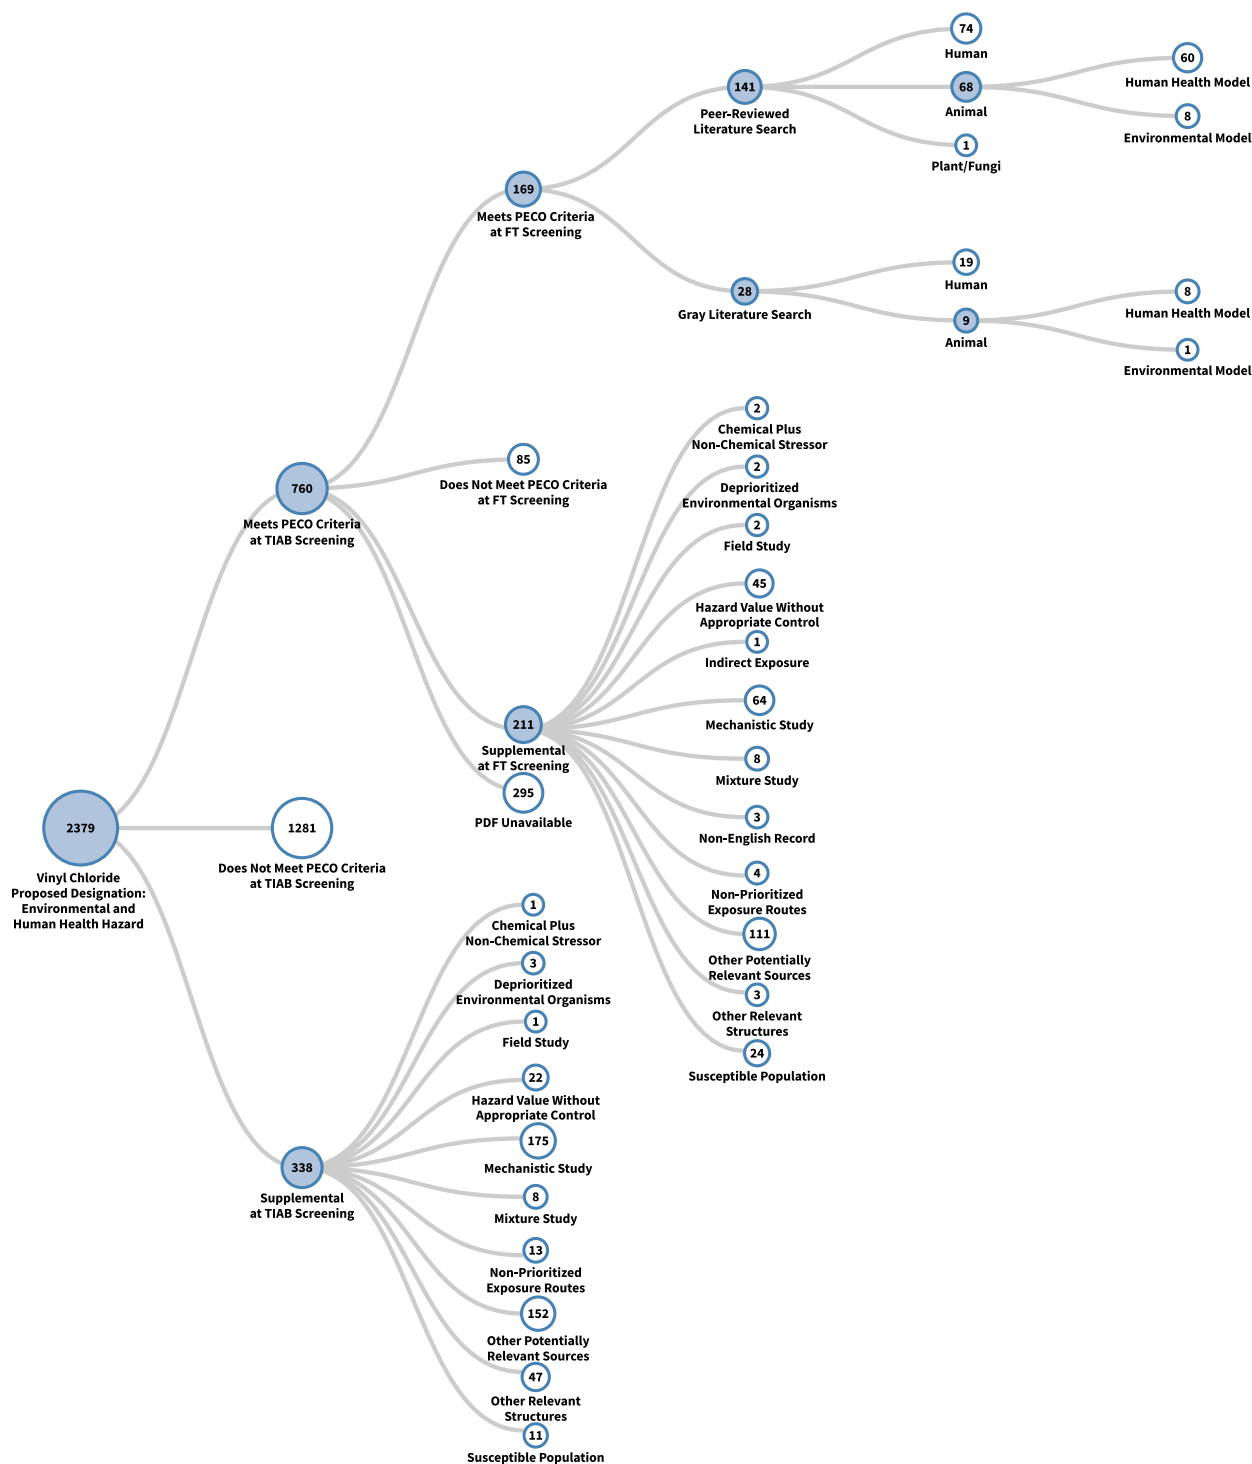 74
Human
60
Human Health Model
141
Peer-Reviewed
Literature Search
68
Animal
8
Environmental Model
1
Plant/Fungi
169
Meets PECO Criteria
at FT Screening
19
Human
28
Gray Literature Search
8
Human Health Model
9
Animal
1
Environmental Model
2
Chemical Plus
Non-Chemical Stressor
85
Does Not Meet PECO Criteria
at FT Screening
2
Deprioritized
Environmental Organisms
760
Meets PECO Criteria
at TIAB Screening
2
Field Study
45
Hazard Value Without
Appropriate Control
1
Indirect Exposure
64
Mechanistic Study
211
Supplemental
at FT Screening
8
Mixture Study
295
PDF Unavailable
3
Non-English Record
2379
Vinyl Chloride
Proposed Designation:
Environmental and
Human Health Hazard
1281
Does Not Meet PECO Criteria
at TIAB Screening
4
Non-Prioritized
Exposure Routes
111
Other Potentially
Relevant Sources
3
Other Relevant
Structures
24
Susceptible Population
1
Chemical Plus
Non-Chemical Stressor
3
Deprioritized
Environmental Organisms
1
Field Study
22
Hazard Value Without
Appropriate Control
175
Mechanistic Study
338
Supplemental
at TIAB Screening
8
Mixture Study
13
Non-Prioritized
Exposure Routes
152
Other Potentially
Relevant Sources
47
Other Relevant
Structures
11
Susceptible Population